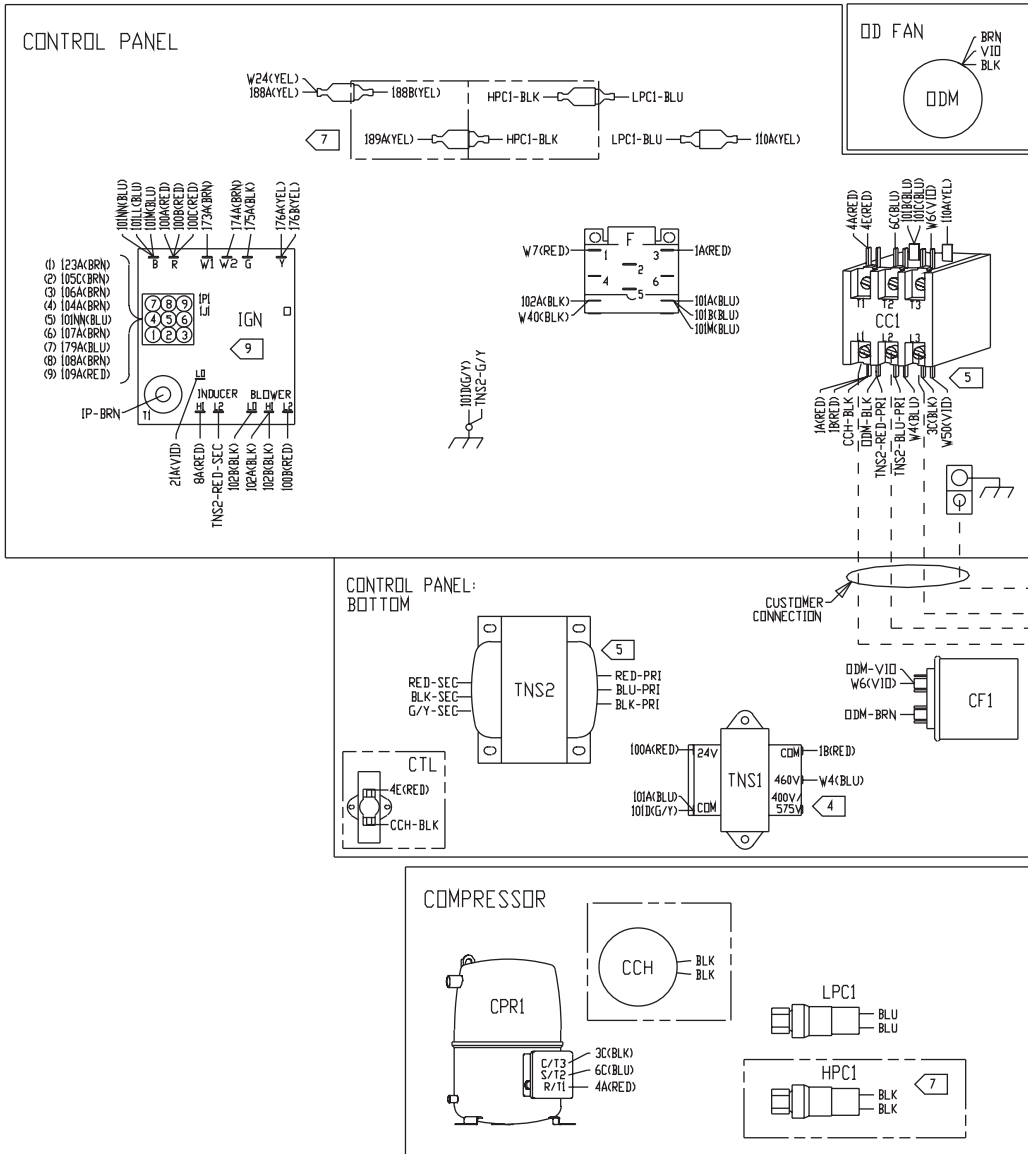 CONTROL PANEL
OD FAN
BRN
VIO
BLK
ODM
W24(YEL)
188A(YEL)
188B(YEL)
HPC1-BLK
LPC1-BLU
7
189A(YEL)
HPC1-BLK
LPC1-BLU
110A(YEL)
101NN(BLU)
101LL(BLU)
101M(BLU)
100A(RED)
100B(RED)
100C(RED)
173A(BRN)
174A(BRN)
175A(BLK)
176A(YEL)
176B(YEL)
B
R
W1
W2
G
Y
(1) 123A(BRN)
(2) 105C(BRN)
(3) 106A(BRN)
(4) 104A(BRN)
(5) 101NN(BLU)
(6) 107A(BRN)
(7) 179A(BLU)
(8) 108A(BRN)
(9) 109A(RED)
7 8 9
4 5 6
1 2 3
1P1
1J1
IGN
9
LO
INDUCER
BLOWER
HI
L2
LO
HI
L2
IP-BRN
T1
21A(VIO)
8A(RED)
TNS2-RED-SEC
102B(BLK)
102A(BLK)
102B(BLK)
100B(RED)
101D(G/Y)
TNS2-G/Y
F
W7(RED)
1
3
1A(RED)
2
4
6
5
102A(BLK)
W40(BLK)
101A(BLU)
101B(BLU)
101M(BLU)
4A(RED)
4E(RED)
6C(BLU)
101B(BLU)
101C(BLU)
W6(VIO)
110A(YEL)
T1
T2
T3
CC1
L1
L2
L3
5
1A(RED)
1B(RED)
CCH-BLK
ODM-BLK
TNS2-RED-PRI
TNS2-BLU-PRI
W4(BLU)
3C(BLK)
W50(VIO)
CUSTOMER
CONNECTION
CONTROL PANEL:
BOTTOM
RED-SEC
BLK-SEC
G/Y-SEC
TNS2
5
RED-PRI
BLU-PRI
BLK-PRI
ODM-VIO
W6(VIO)
ODM-BRN
CF1
CTL
4E(RED)
CCH-BLK
100A(RED)
24V
COM
1B(RED)
TNS1
460V
W4(BLU)
101A(BLU)
101D(G/Y)
COM
400V/
575V
4
COMPRESSOR
CCH
BLK
BLK
CPR1
C/T3
S/T2
R/T1
3C(BLK)
6C(BLU)
4A(RED)
LPC1
BLU
BLU
HPC1
7
BLK
BLK